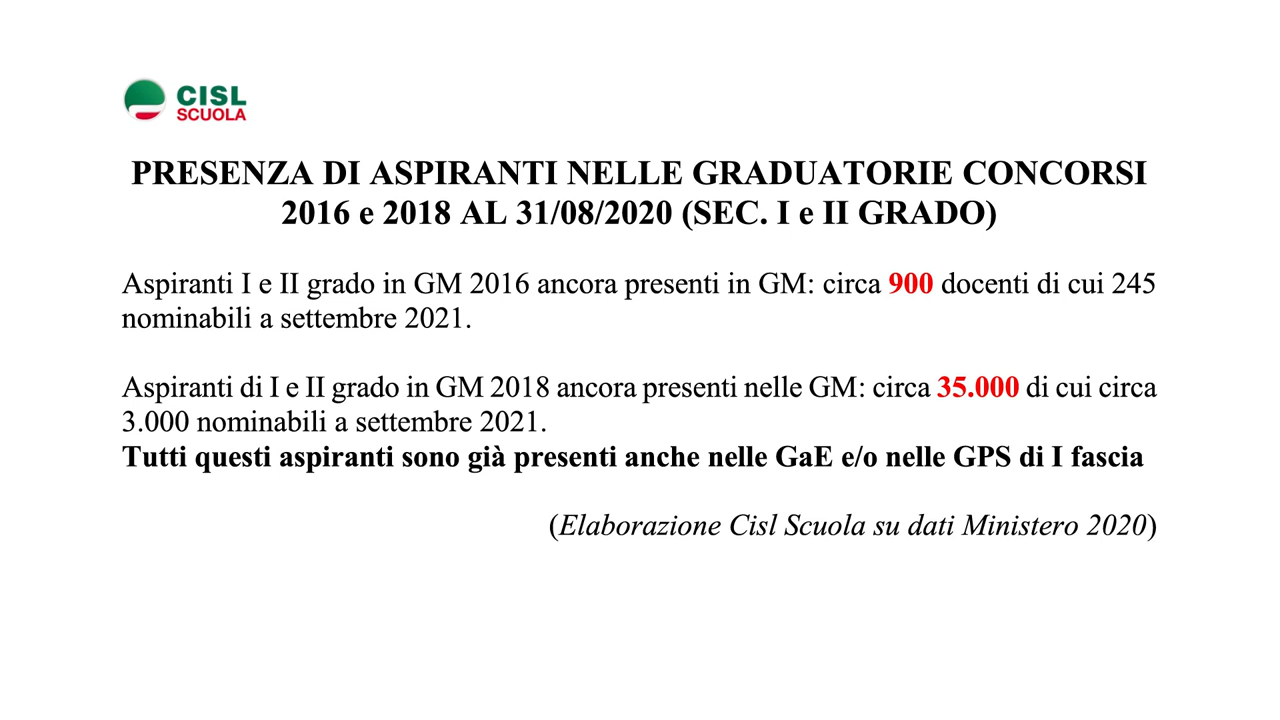 CISL
SCUOLA
PRESENZA DI ASPIRANTI NELLE GRADUATORIE CONCORSI
2016 e 2018 AL 31/08/2020 (SEC. I e II GRADO)
Aspiranti I e II grado in GM 2016 ancora presenti in GM: circa 900 docenti di cui 245
nominabili a settembre 2021.
Aspiranti di I e II grado in GM 2018 ancora presenti nelle GM: circa 35.000 di cui circa
3.000 nominabili a settembre 2021.
Tutti questi aspiranti sono già presenti anche nelle GaE e/o nelle GPS di I fascia
(Elaborazione Cisl Scuola su dati Ministero 2020)